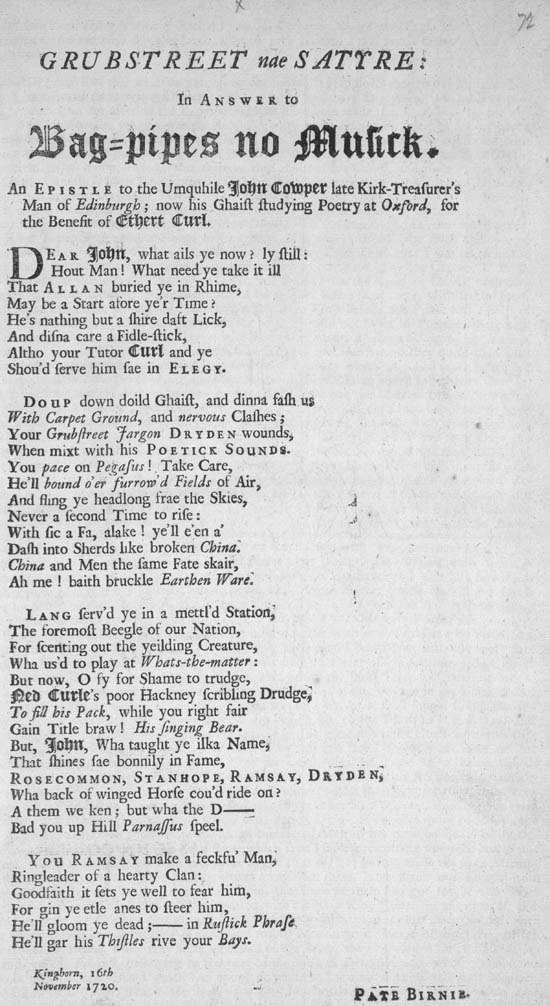 72
GRUBSTREET nae SATYRE:
In ANSWER to
Bag-pipes no Musick.
An EPISTLE to the Umquhile John Cowper late Kirk-Treaſurer's
Man of Edinburgh; now his Ghaiſt ſtudying Poetry at Oxford, for
the Benefit of Ethert Curl.
DEAR John, what ails ye now? ly ſtill:
Hout Man! What need ye take it ill
That ALLAN buried ye in Rhime,
May be a Start afore ye'r Time?
He's nathing but a ſhire daft Lick,
And diſna care a Fidle-ſtick,
Altho your Tutor Curl and ye
Shou'd ſerve him ſae in ELEGY.
DOUP down doild Ghaiſt, and dinna faſh us
With Carpet Ground, and nervous Claſhes;
Your Grubſtreet Jargon DRYDEN wounds,
When mixt with his POETICK SOUNDS.
You pace on Pegaſus! Take Care,
He'll bound o'er furrow'd Fields of Air,
And fling ye headlong frae the Skies,
Never a ſecond Time to riſe:
With ſic a Fa, alake! ye'll e'en a'
Daſh into Sherds like broken China.
China and Men the ſame Fate skair,
Ah me! baith bruckle Earthen Ware.
LANG ſerv'd ye in a mettl'd Station,
The foremoſt Beegle of our Nation,
For ſcenting out the yeilding Creature,
Wha us'd to play at Whats-the-matter:
But now, O fy for Shame to trudge,
Ned Curle's poor Hackney ſcribling Drudge,
To fill his Pack, while you right fair
Gain Title braw! His ſinging Bear.
But, John, Wha taught ye ilka Name,
That ſhines ſae bonnily in Fame,
ROSECOMMON, STANHOPE, RAMSAY, DRYDEN,
Wha back of winged Horſe cou'd ride on?
A them we ken; but wha the D——
Bad you up Hill Parnaſſus ſpeel.
YOU RAMSAY make a feckfu' Man,
Ringleader of a hearty Clan:
Goodfaith it ſets ye well to fear him,
For gin ye etle anes to ſteer him,
He'll gloom ye dead;—— in Ruſtick Phraſe
He'll gar his Thiſtles rive your Bays.
Kinghorn, 16th
November 1720.
PATE BIRNIE.